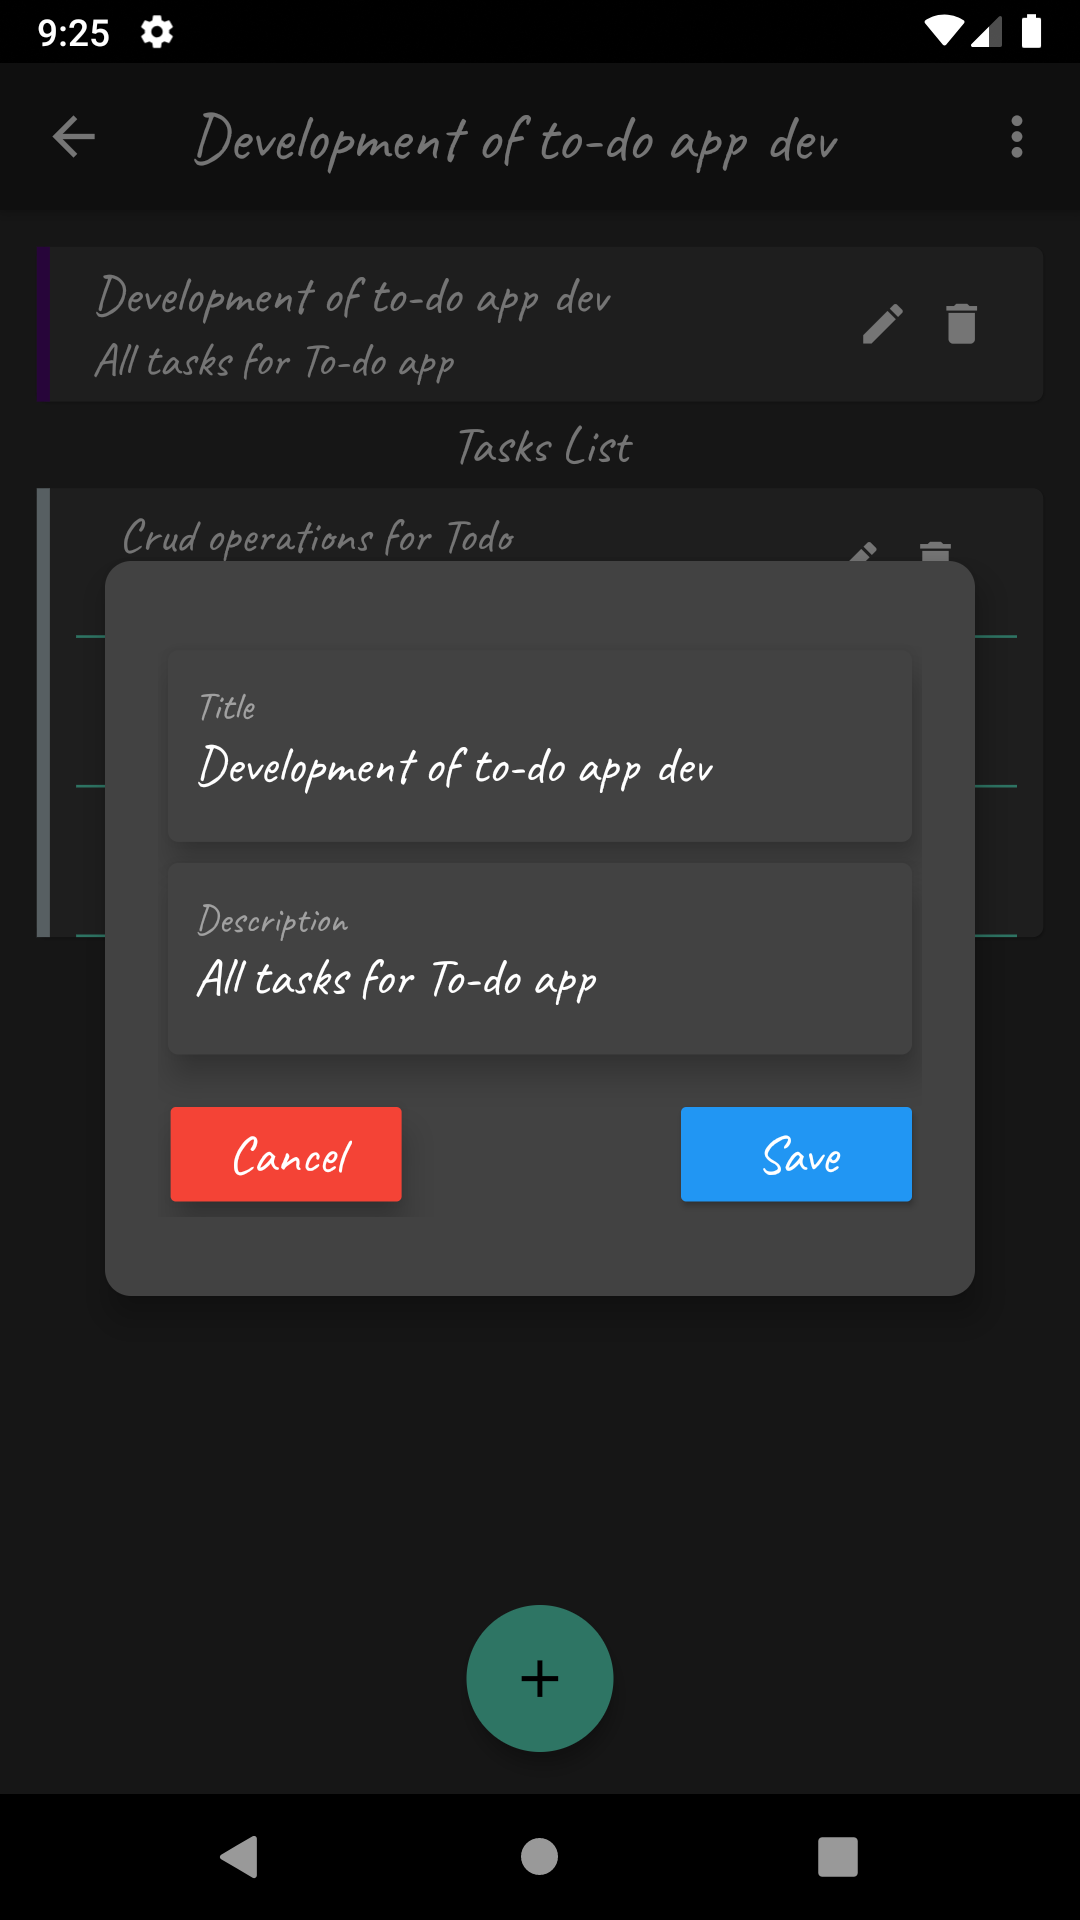 9:25
Development of to-do app dev
Development of to-do app dev
All tasks for To-do app
Tasks List
Crud operations for Todo
Title
Development of to-do app dev
Description
All tasks for To-do app
Cancel
Save